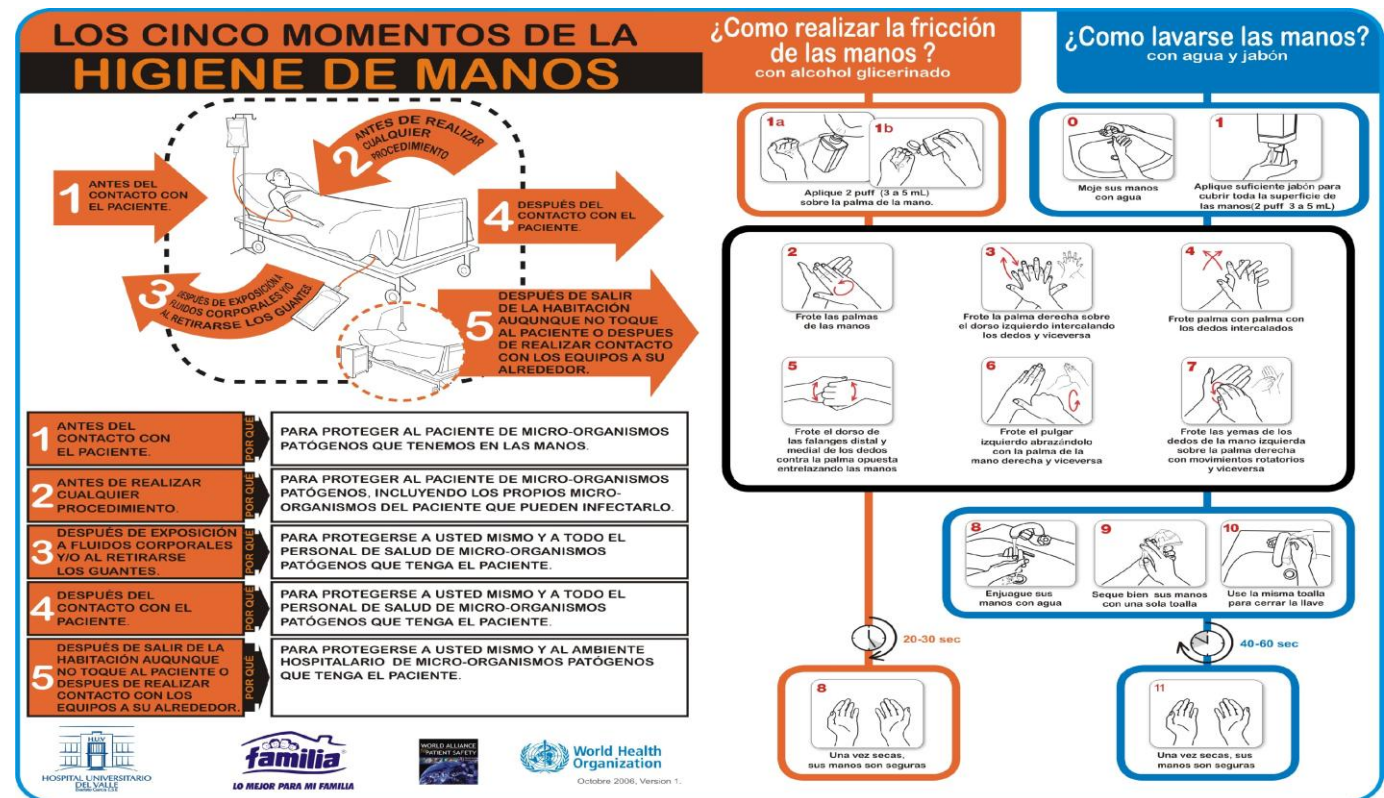 LOS CINCO MOMENTOS DE LA
HIGIENE DE MANOS
1
ANTES DEL
CONTACTO CON
EL PACIENTE.
2
ANTES DE REALIZAR
CUALQUIER
PROCEDIMIENTO
3
DESPUÉS DE EXPOSICIÓN A
FLUIDOS CORPORALES Y/O
AL RETIRARSE LOS GUANTES.
4
DESPUÉS DEL
CONTACTO CON EL
PACIENTE.
5
DESPUÉS DE SALIR
DE LA HABITACIÓN
AUQUNQUE NO TOQUE
AL PACIENTE O DESPUES
DE REALIZAR CONTACTO
CON LOS EQUIPOS A SU
ALREDEDOR.
1
ANTES DEL
CONTACTO CON
EL PACIENTE.
POR QUÉ
PARA PROTEGER AL PACIENTE DE MICRO-ORGANISMOS
PATÓGENOS QUE TENEMOS EN LAS MANOS.
2
ANTES DE REALIZAR
CUALQUIER
PROCEDIMIENTO.
POR QUÉ
PARA PROTEGER AL PACIENTE DE MICRO-ORGANISMOS
PATÓGENOS, INCLUYENDO LOS PROPIOS MICRO-
ORGANISMOS DEL PACIENTE QUE PUEDEN INFECTARLO.
3
DESPUÉS DE EXPOSICIÓN
A FLUIDOS CORPORALES
Y/O AL RETIRARSE
LOS GUANTES.
POR QUÉ
PARA PROTEGERSE A USTED MISMO Y A TODO EL
PERSONAL DE SALUD DE MICRO-ORGANISMOS
PATÓGENOS QUE TENGA EL PACIENTE.
4
DESPUÉS DEL
CONTACTO CON EL
PACIENTE.
POR QUÉ
PARA PROTEGERSE A USTED MISMO Y A TODO EL
PERSONAL DE SALUD DE MICRO-ORGANISMOS
PATÓGENOS QUE TENGA EL PACIENTE.
5
DESPUÉS DE SALIR DE LA
HABITACIÓN AUQUNQUE
NO TOQUE AL PACIENTE O
DESPUES DE REALIZAR
CONTACTO CON LOS
EQUIPOS A SU ALREDEDOR.
POR QUÉ
PARA PROTEGERSE A USTED MISMO Y AL AMBIENTE
HOSPITALARIO DE MICRO-ORGANISMOS PATÓGENOS
QUE TENGA EL PACIENTE.
H.U.V
HOSPITAL UNIVERSITARIO
DEL VALLE
familia
LO MEJOR PARA MI FAMILIA
WORLD ALLIANCE
PATIENT SAFETY
World Health
Organization
Octobre 2006, Version 1.
¿Como realizar la fricción
de las manos ?
con alcohol glicerinado
1a
1b
Aplique 2 puff (3 a 5 mL)
sobre la palma de la mano.
¿Como lavarse las manos?
con agua y jabón
0
Moje sus manos
con agua
1
Aplique suficiente jabón para
cubrir toda la superficie de
las manos(2 puff 3 a 5 mL)
2
Frote las palmas
de las manos
3
Frote la palma derecha sobre
el dorso izquierdo intercalando
los dedos y viceversa
4
Frote palma con palma con
los dedos intercalados
5
Frote el dorso de
las falanges distal y
medial de los dedos
contra la palma opuesta
entrelazando las manos
6
Frote el pulgar
izquierdo abrazándolo
con la palma de la
mano derecha y viceversa
7
Frote las yemas de los
dedos de la mano izquierda
sobre la palma derecha
con movimientos rotatorios
y viceversa
8
Enjuague sus
manos con agua
9
Seque bien sus manos
con una sola toalla
10
Use la misma toalla
para cerrar la llave
20-30 sec
40-60 sec
8
Una vez secas,
sus manos son seguras
11
Una vez secas, sus
manos son seguras